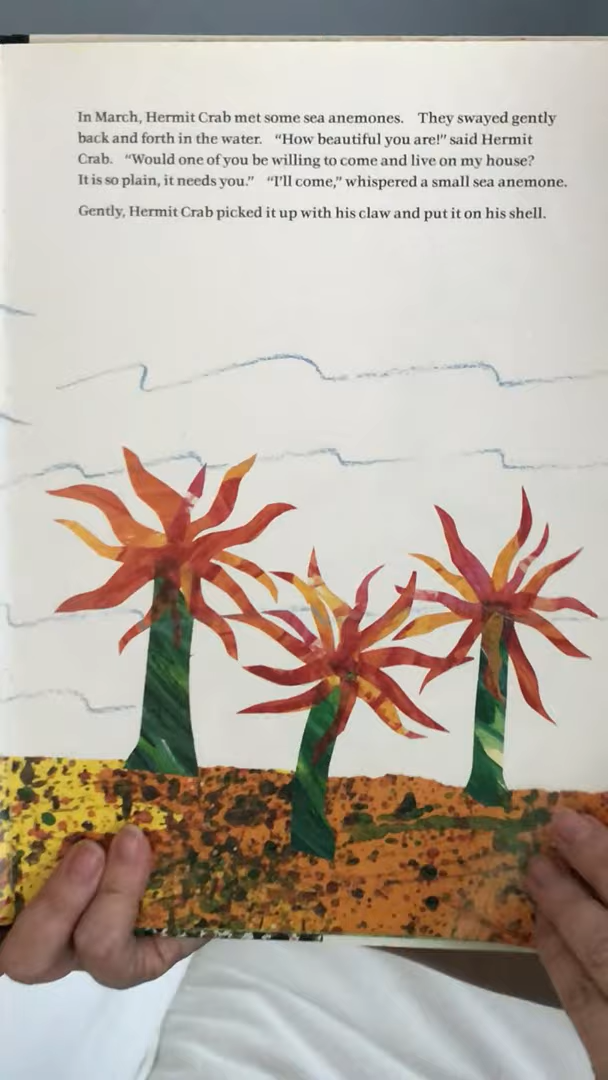 In March, Hermit Crab met some sea anemones. They swayed gently
back and forth in the water. “How beautiful you are!” said Hermit
Crab. “Would one of you be willing to come and live on my house?
It is so plain, it needs you.” “I'll come,” whispered a small sea anemone.
Gently, Hermit Crab picked it up with his claw and put it on his shell.